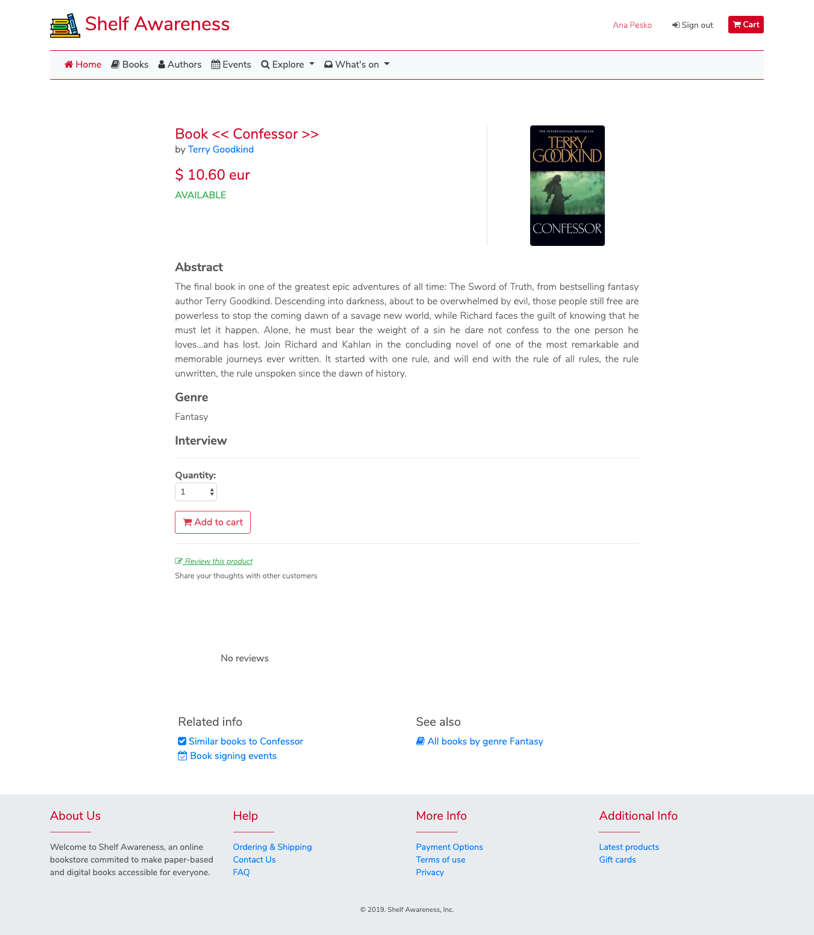 Shelf Awareness
Ana Pesko
Sign out
Cart
Home
Books
Authors
Events
Explore
What's on
Book << Confessor >>
by Terry Goodkind
$ 10.60 eur
AVAILABLE
THE INTERNATIONAL BESTSELLER
TERRY
GOODKIND
CONFESSOR
Abstract
The final book in one of the greatest epic adventures of all time: The Sword of Truth, from bestselling fantasy
author Terry Goodkind. Descending into darkness, about to be overwhelmed by evil, those people still free are
powerless to stop the coming dawn of a savage new world, while Richard faces the guilt of knowing that he
must let it happen. Alone, he must bear the weight of a sin he dare not confess to the one person he
loves...and has lost. Join Richard and Kahlan in the concluding novel of one of the most remarkable and
memorable journeys ever written. It started with one rule, and will end with the rule of all rules, the rule
unwritten, the rule unspoken since the dawn of history.
Genre
Fantasy
Interview
Quantity:
1
Add to cart
Review this product
Share your thoughts with other customers
No reviews
Related info
Similar books to Confessor
Book signing events
See also
All books by genre Fantasy
About Us
Welcome to Shelf Awareness, an online
bookstore commited to make paper-based
and digital books accessible for everyone.
Help
Ordering & Shipping
Contact Us
FAQ
More Info
Payment Options
Terms of use
Privacy
Additional Info
Latest products
Gift cards
© 2019. Shelf Awareness, Inc.